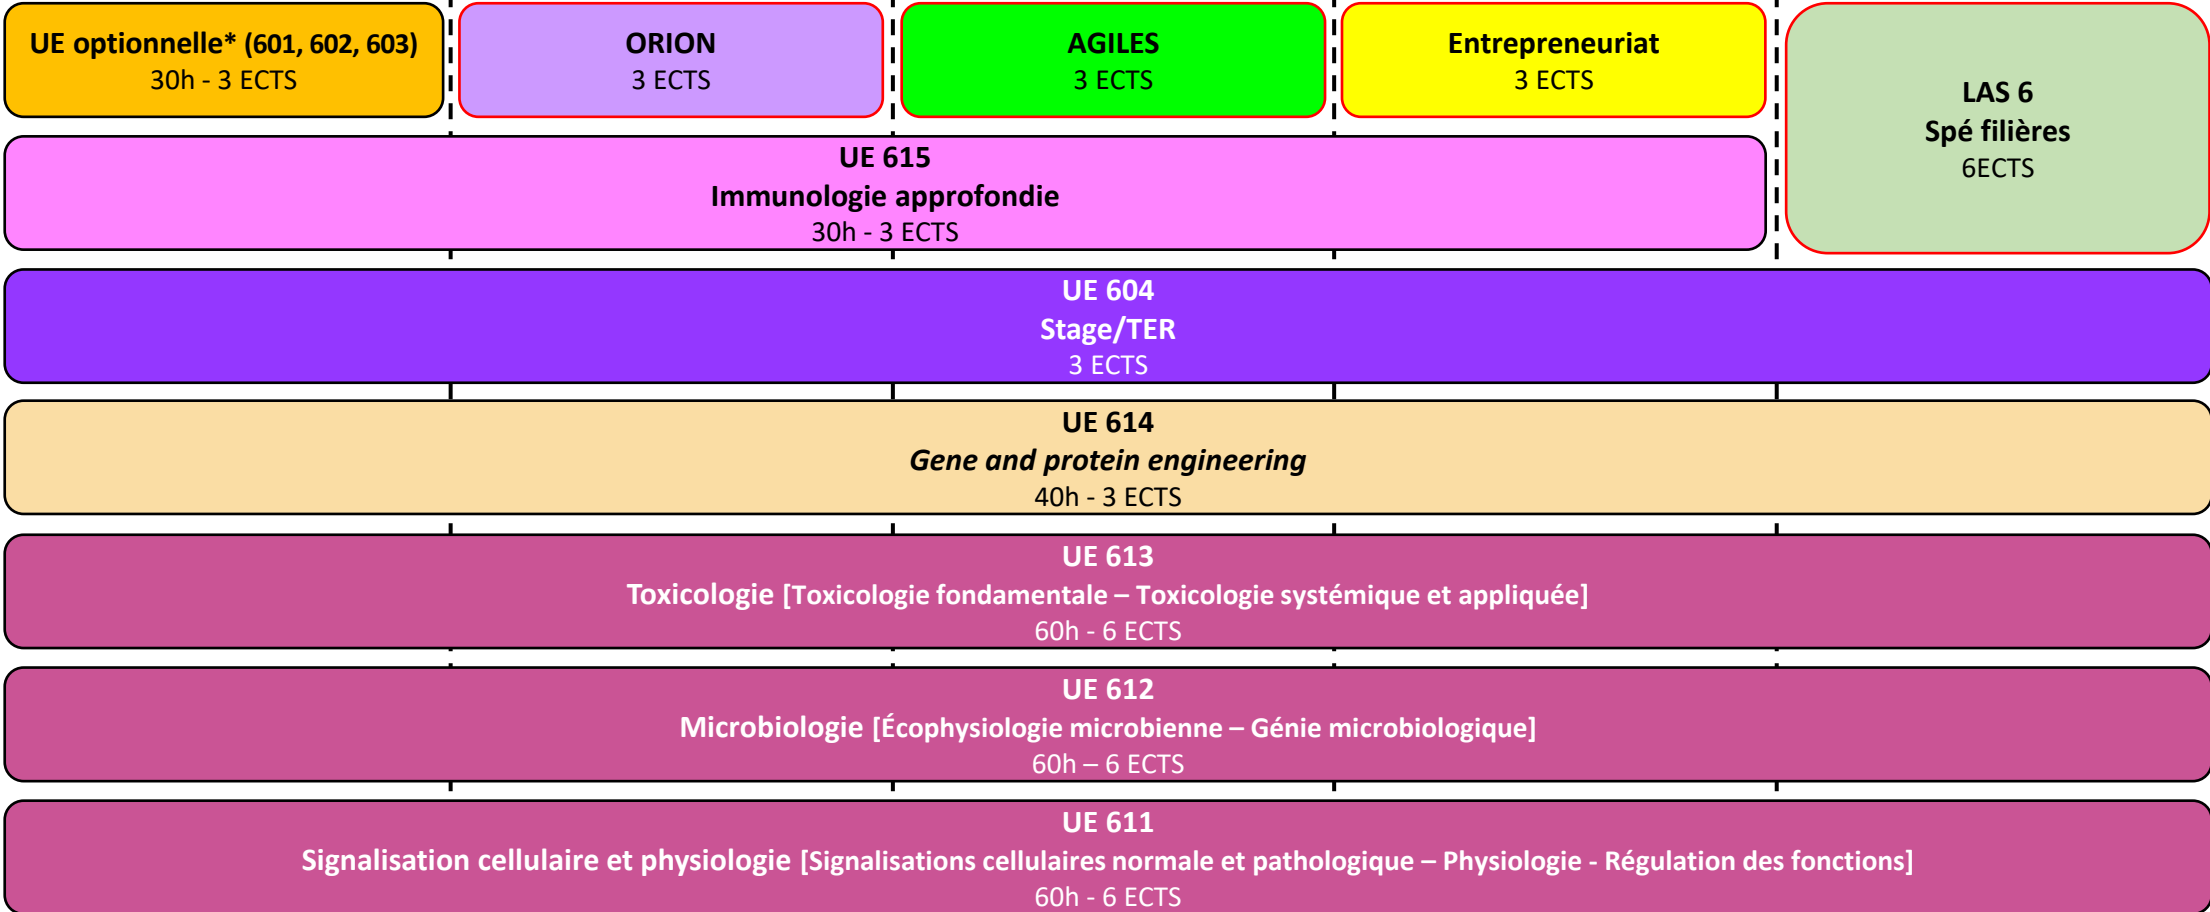 UE optionnelle* (601, 602, 603)
30h - 3 ECTS
ORION
3 ECTS
AGILES
3 ECTS
Entrepreneuriat
3 ECTS
LAS 6
Spé filières
6ECTS
UE 615
Immunologie approfondie
30h - 3 ECTS
UE 604
Stage/TER
3 ECTS
UE 614
Gene and protein engineering
40h - 3 ECTS
UE 613
Toxicologie [Toxicologie fondamentale – Toxicologie systémique et appliquée]
60h - 6 ECTS
UE 612
Microbiologie [Écophysiologie microbienne – Génie microbiologique]
60h – 6 ECTS
UE 611
Signalisation cellulaire et physiologie [Signalisations cellulaires normale et pathologique – Physiologie - Régulation des fonctions]
60h - 6 ECTS